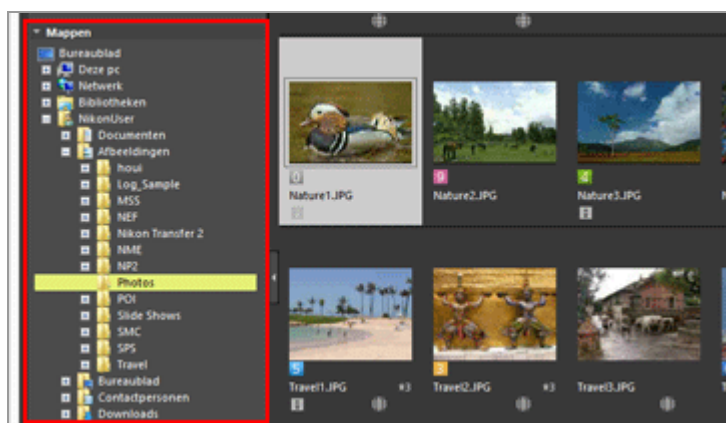 Mappen
Bureaublad
Deze pc
Netwerk
Bibliotheken
NikonUser
Documenten
Afbeeldingen
houi
Log_Sample
MSS
NEF
Nikon Transfer 2
NME
NP2
Photos
POI
Slide Shows
SMC
SPS
Travel
Bureaublad
Contactpersonen
Downloads
0
9
4
Nature1.JPG
Nature2.JPG
Nature3.JPG
5
3
Travel1.JPG
Travel2.JPG
Travel3.JPG